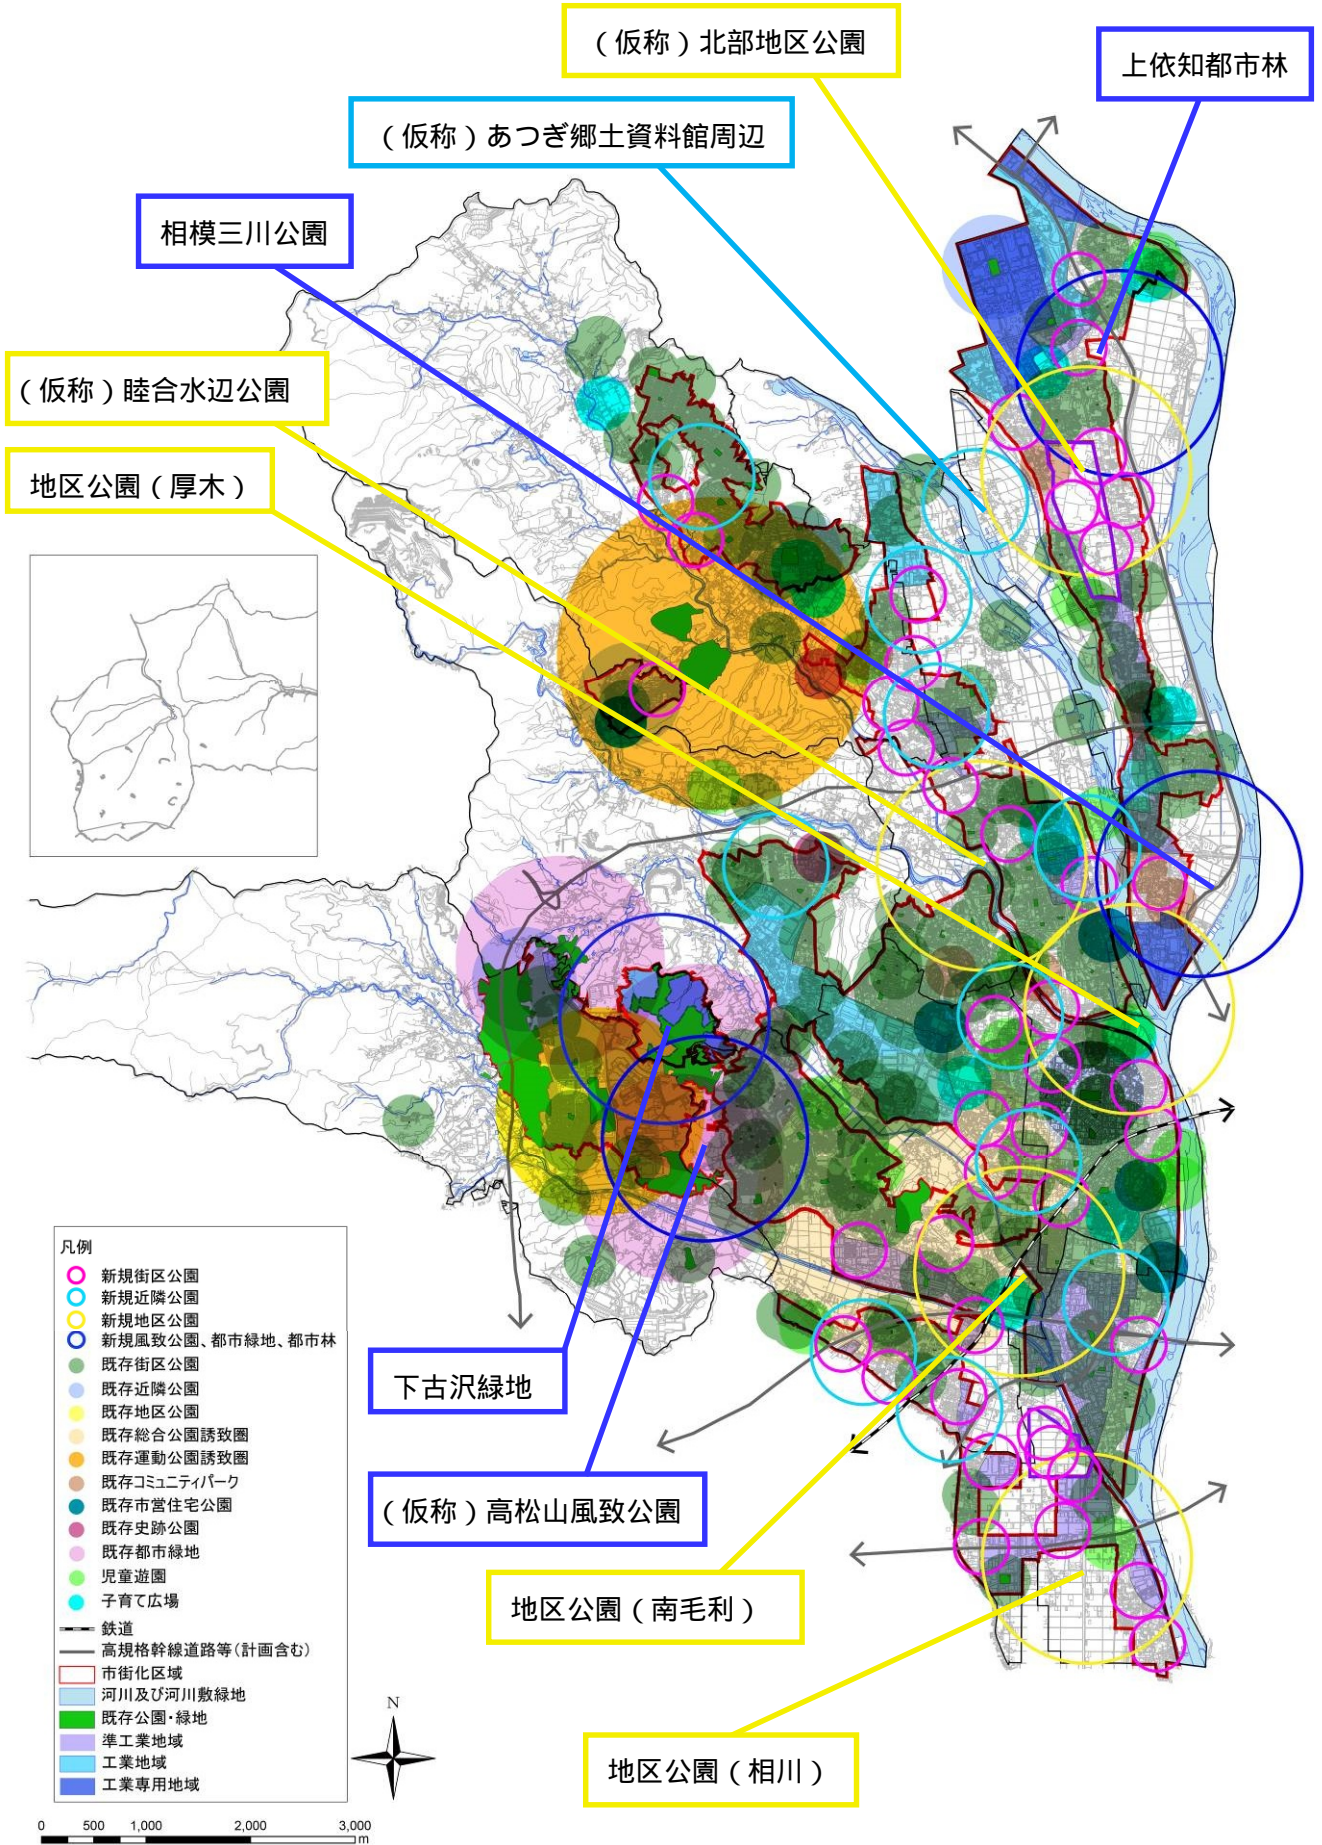 （仮称）北部地区公園
上依知都市林
（仮称）あつぎ郷土資料館周辺
相模三川公園
（仮称）睦合水辺公園
地区公園（厚木）
凡例
新規街区公園
新規近隣公園
新規地区公園
新規風致公園、都市緑地、都市林
既存街区公園
既存近隣公園
既存地区公園
既存総合公園誘致圏
既存運動公園誘致圏
既存コミュニティパーク
既存市営住宅公園
既存史跡公園
既存都市緑地
児童遊園
子育て広場
鉄道
高規格幹線道路等(計画含む)
市街化区域
河川及び河川敷緑地
既存公園・緑地
準工業地域
工業地域
工業専用地域
下古沢緑地
（仮称）高松山風致公園
地区公園（南毛利）
地区公園（相川）
N
0 500 1,000 2,000 3,000
m